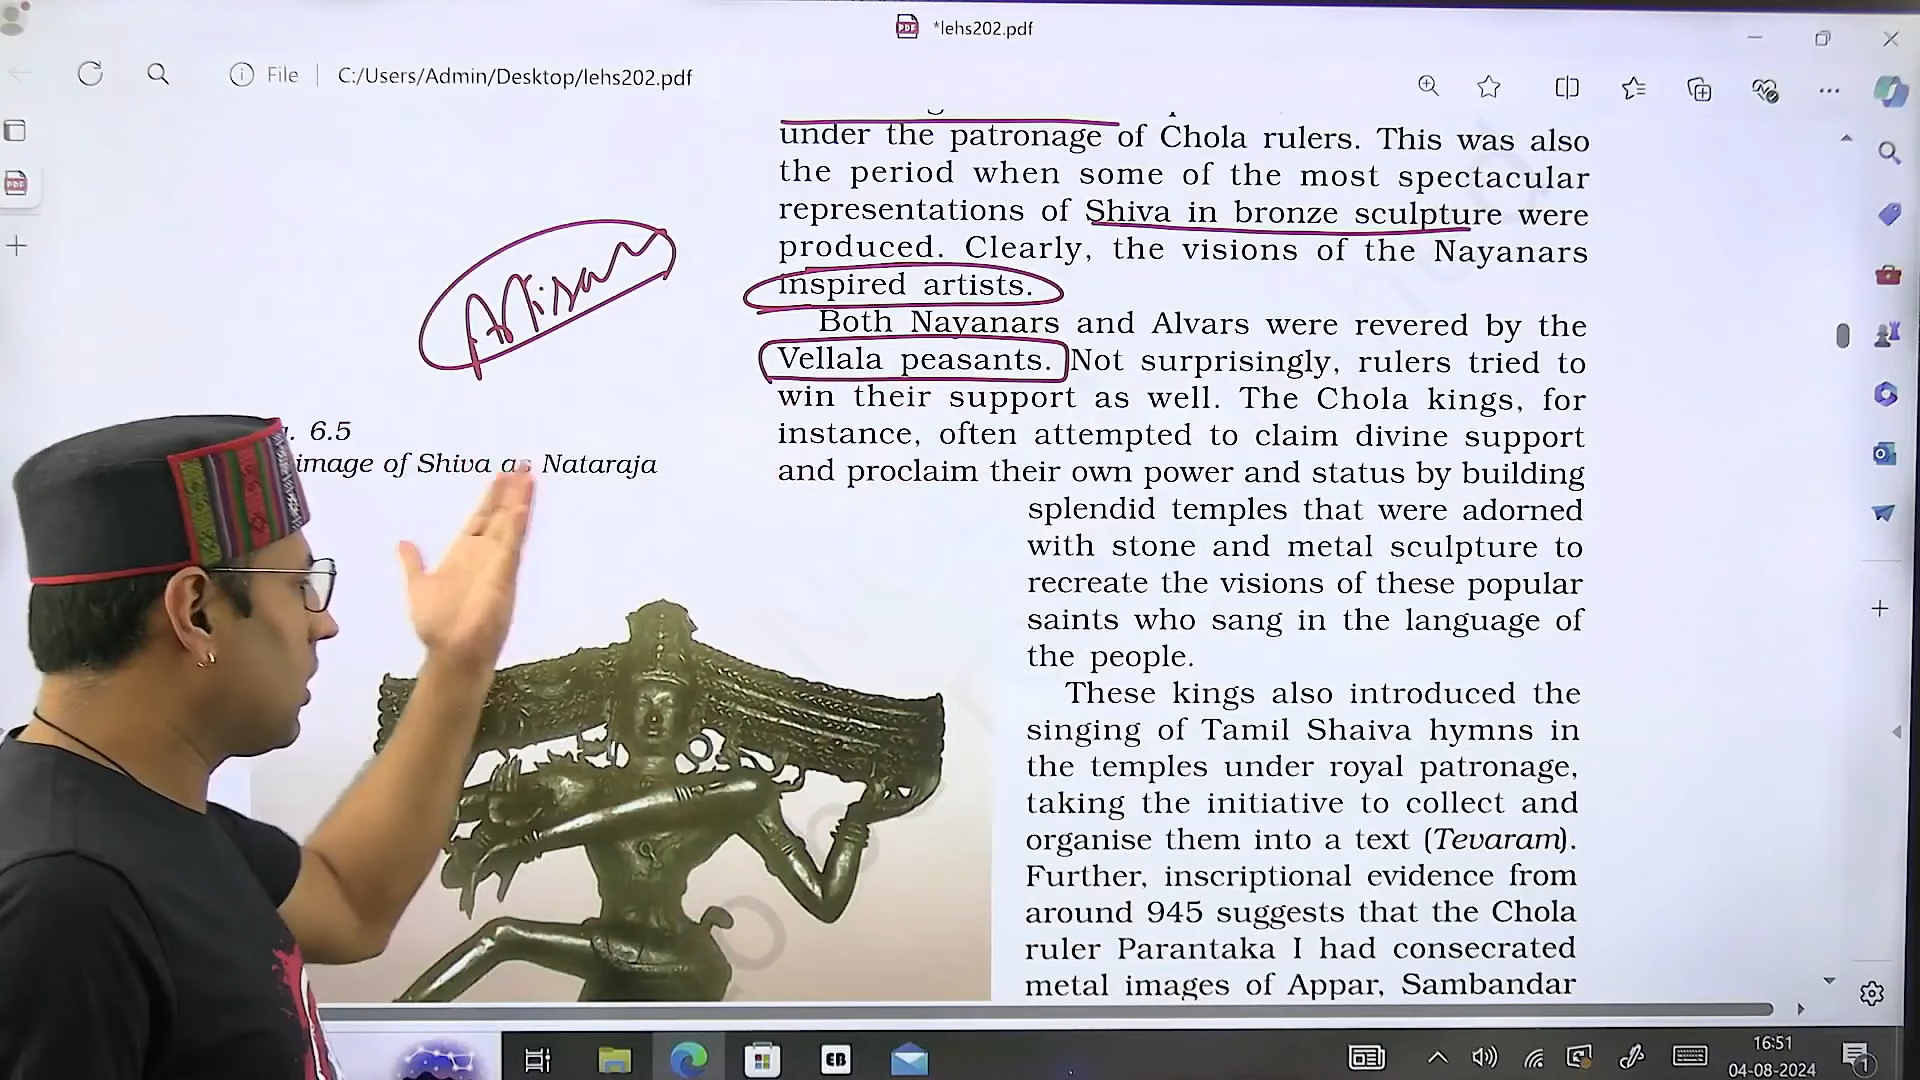 *lehs202.pdf
File
C:/Users/Admin/Desktop/lehs202.pdf
under the patronage of Chola rulers. This was also
the period when some of the most spectacular
representations of Shiva in bronze sculpture were
produced. Clearly, the visions of the Nayanars
inspired artists.
Both Nayanars and Alvars were revered by the
Vellala peasants. Not surprisingly, rulers tried to
win their support as well. The Chola kings, for
instance, often attempted to claim divine support
and proclaim their own power and status by building
splendid temples that were adorned
with stone and metal sculpture to
recreate the visions of these popular
saints who sang in the language of
the people.
These kings also introduced the
singing of Tamil Shaiva hymns in
the temples under royal patronage,
taking the initiative to collect and
organise them into a text (Tevaram).
Further, inscriptional evidence from
around 945 suggests that the Chola
ruler Parantaka I had consecrated
metal images of Appar, Sambandar
6.5
image of Shiva as Nataraja
PDF
PDF
EB
16:51
04-08-2024
1